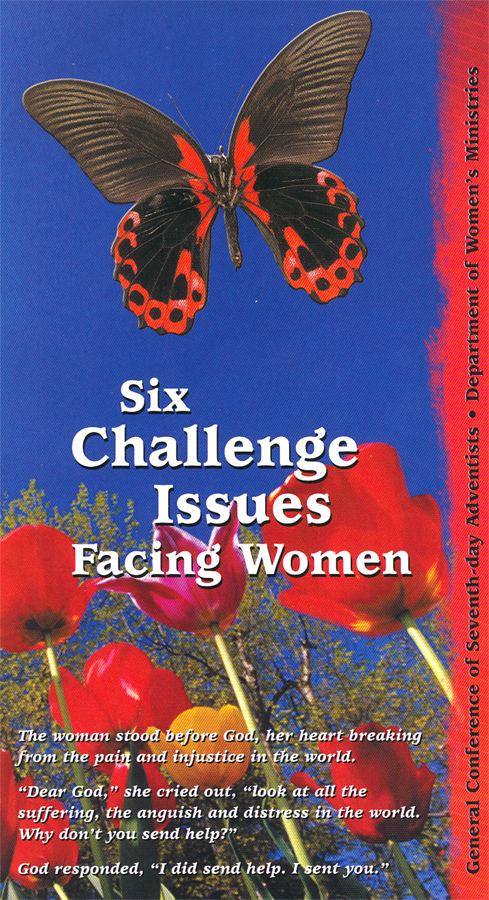 Six
Challenge
Issues
Facing Women
The woman stood before God, her heart breaking
from the pain and injustice in the world.
“Dear God,” she cried out, “look at all the
suffering, the anguish and distress in the world.
Why don’t you send help?”
God responded, “I did send help. I sent you.”
General Conference of Seventh-day Adventists • Department of Women’s Ministries